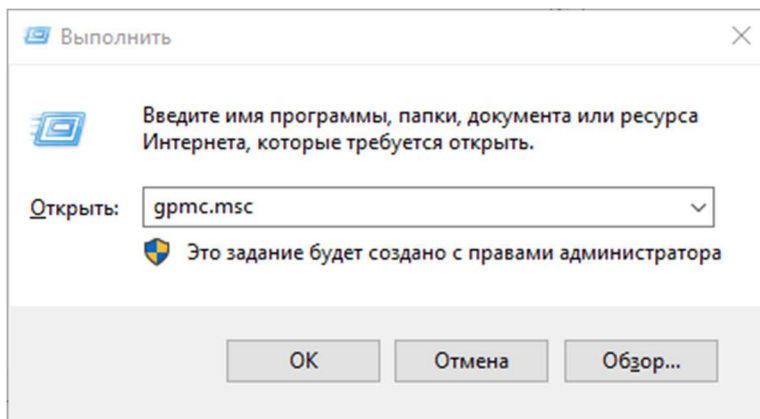 Выполнить
Введите имя программы, папки, документа или ресурса
Интернета, которые требуется открыть.
Открыть: gpmc.msc
Это задание будет создано с правами администратора
ОК Отмена Обзор...